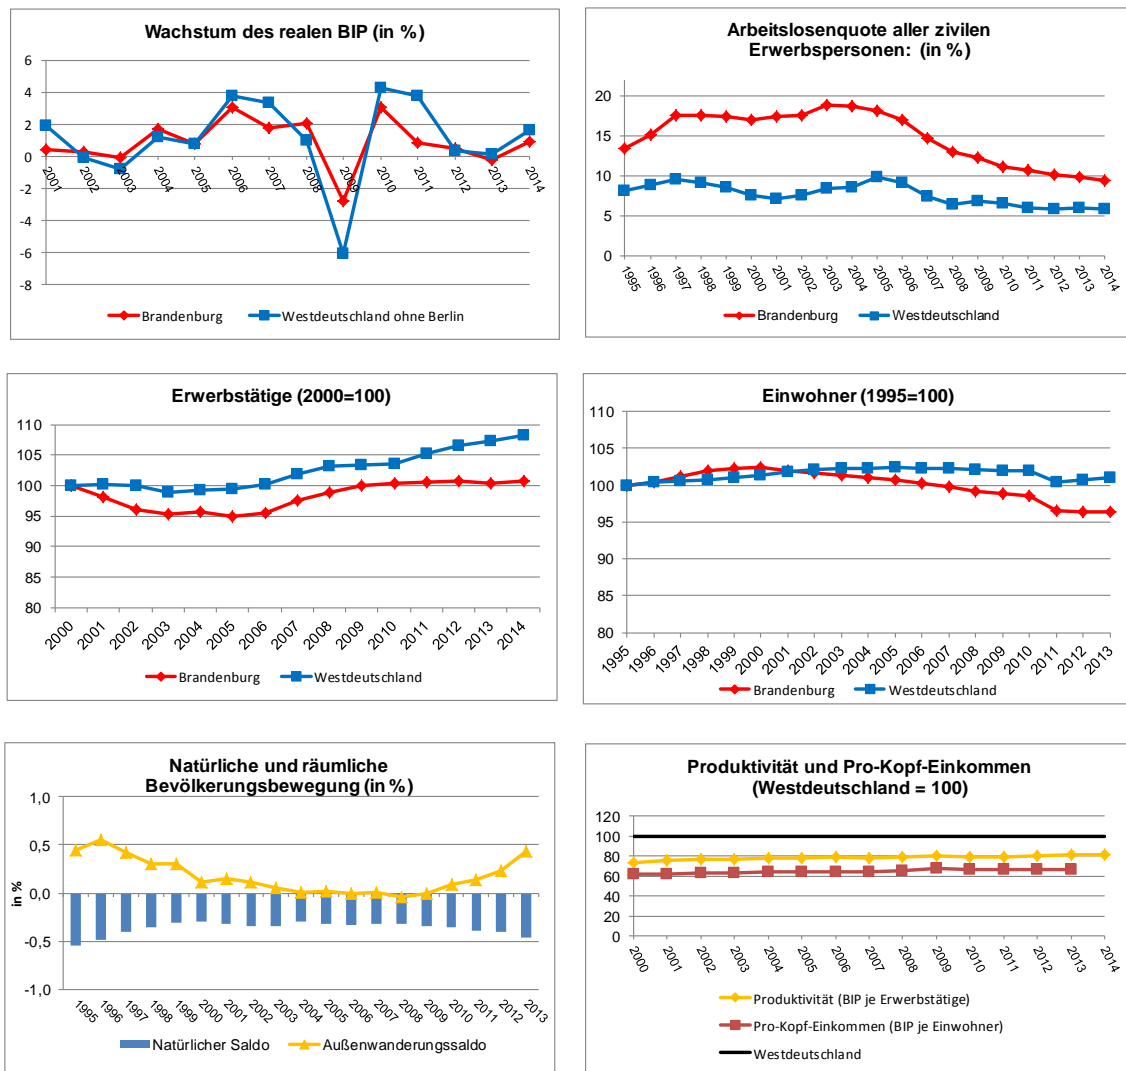 Wachstum des realen BIP (in %)
6
4
2
0
-2
-4
-6
-8
2001 2002 2003 2004 2005 2006 2007 2008 2009 2010 2011 2012 2013 2014
Brandenburg Westdeutschland ohne Berlin
Arbeitslosenquote aller zivilen
Erwerbspersonen: (in %)
20
15
10
5
0
1995 1996 1997 1998 1999 2000 2001 2002 2003 2004 2005 2006 2007 2008 2009 2010 2011 2012 2013 2014
Brandenburg Westdeutschland
Erwerbstätige (2000=100)
110
105
100
95
90
85
80
2000 2001 2002 2003 2004 2005 2006 2007 2008 2009 2010 2011 2012 2013 2014
Brandenburg Westdeutschland
Einwohner (1995=100)
110
105
100
95
90
85
80
1995 1996 1997 1998 1999 2000 2001 2002 2003 2004 2005 2006 2007 2008 2009 2010 2011 2012 2013
Brandenburg Westdeutschland
Natürliche und räumliche
Bevölkerungsbewegung (in %)
in %
1,0
0,5
0,0
-0,5
-1,0
1995 1996 1997 1998 1999 2000 2001 2002 2003 2004 2005 2006 2007 2008 2009 2010 2011 2012 2013
Natürlicher Saldo Außenwanderungssaldo
Produktivität und Pro-Kopf-Einkommen
(Westdeutschland = 100)
120
100
80
60
40
20
0
2000 2001 2002 2003 2004 2005 2006 2007 2008 2009 2010 2011 2012 2013 2014
Produktivität (BIP je Erwerbstätige)
Pro-Kopf-Einkommen (BIP je Einwohner)
Westdeutschland